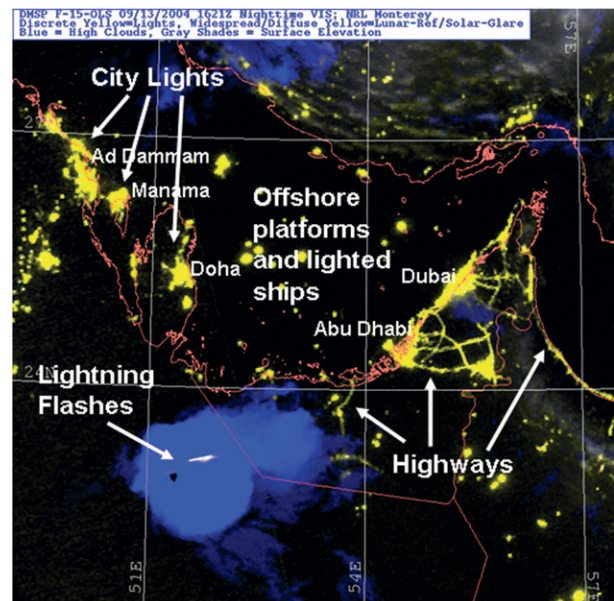 DMSP F-15-OLS 09/13/2004 1621Z Nighttime VIS; NRL Monterey
Discrete Yellow=Lights, Widespread/Diffuse Yellow=Lunar-Ref/Solar-Glare
Blue = High Clouds, Gray Shades = Surface Elevation
57E
City Lights
27
Ad Dammam
Manama
Offshore
platforms
and lighted
ships
Doha
Dubai
Abu Dhabi
24N
Lightning
Flashes
Highways
51E
54E
57E